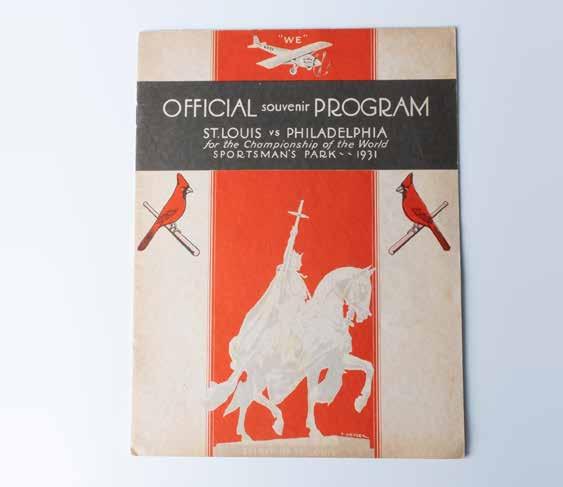 "WE"
OFFICIAL souvenir PROGRAM
ST. LOUIS vs PHILADELPHIA
for the Championship of the World
SPORTSMAN'S PARK ~~ 1931